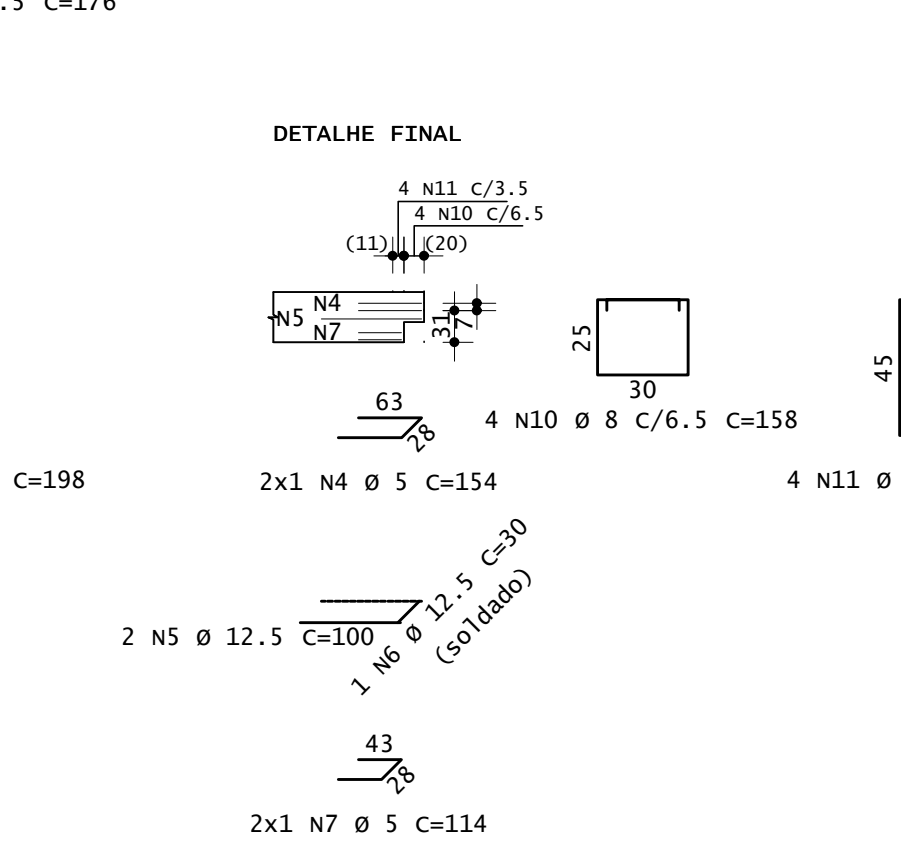 .5 C=176
DETALHE FINAL
4 N11 C/3.5
4 N10 C/6.5
(11) (20)
N4
N5
N7
31
7
25
30
4 N10 Ø 8 C/6.5 C=158
45
4 N11 Ø
63
28
2x1 N4 Ø 5 C=154
C=198
2 N5 Ø 12.5 C=100
1 N6 Ø 12.5 C=30
(soldado)
43
28
2x1 N7 Ø 5 C=114